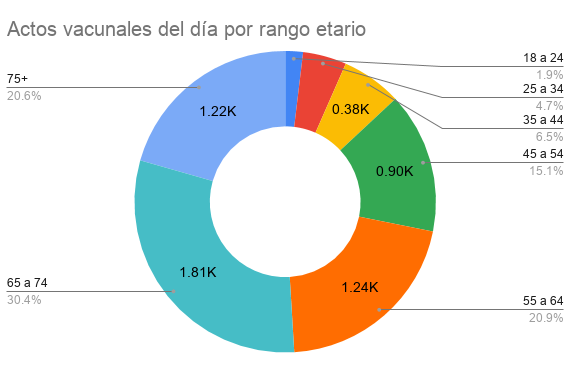 Actos vacunales del día por rango etario
18 a 24
1.9%
25 a 34
4.7%
35 a 44
6.5%
45 a 54
15.1%
55 a 64
20.9%
65 a 74
30.4%
75+
20.6%
0.38K
0.90K
1.24K
1.81K
1.22K